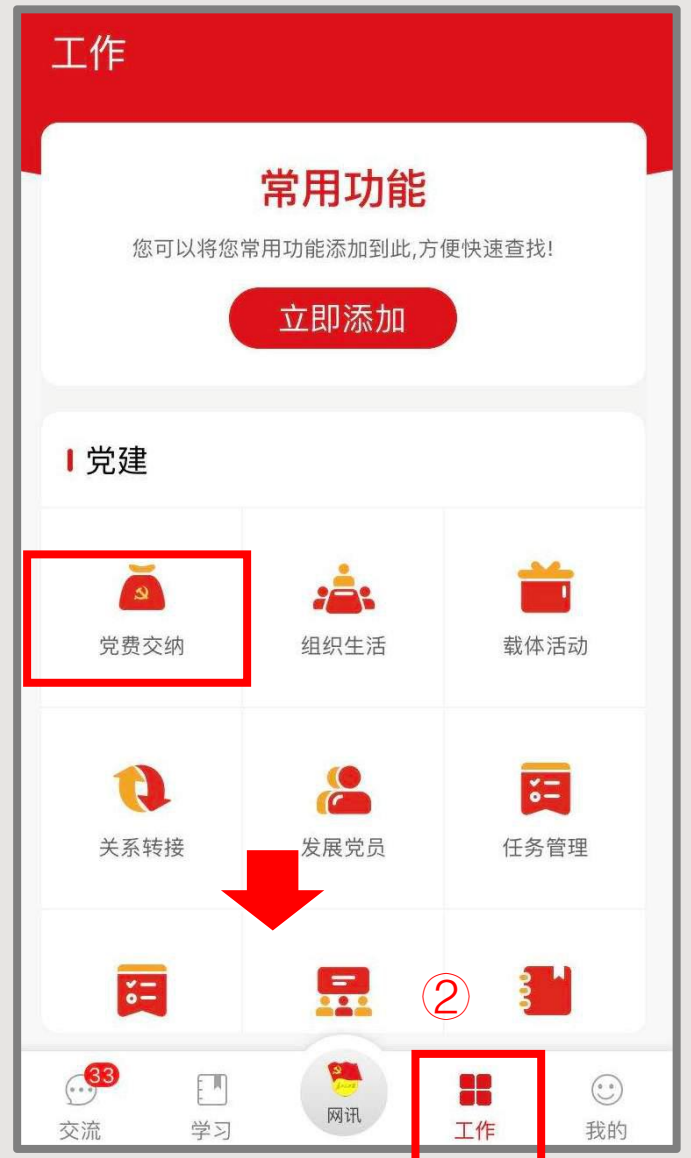 工作
常用功能
您可以将您常用功能添加到此,方便快速查找!
立即添加
党建
党费交纳
组织生活
载体活动
关系转接
发展党员
任务管理
②
33
交流
学习
网讯
工作
我的